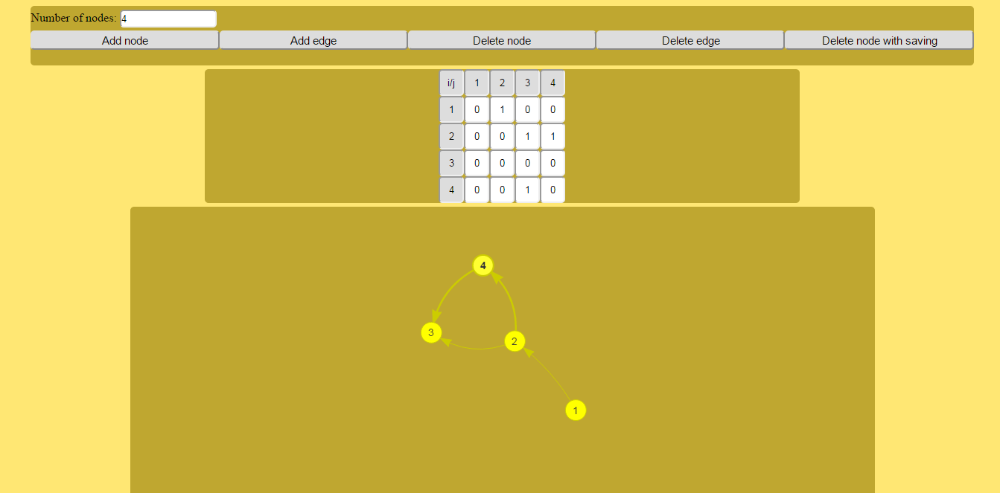 Number of nodes: 4
Add node Add edge Delete node Delete edge Delete node with saving
i/j 1 2 3 4
1 0 1 0 0
2 0 0 1 1
3 0 0 0 0
4 0 0 1 0
4
3
2
1